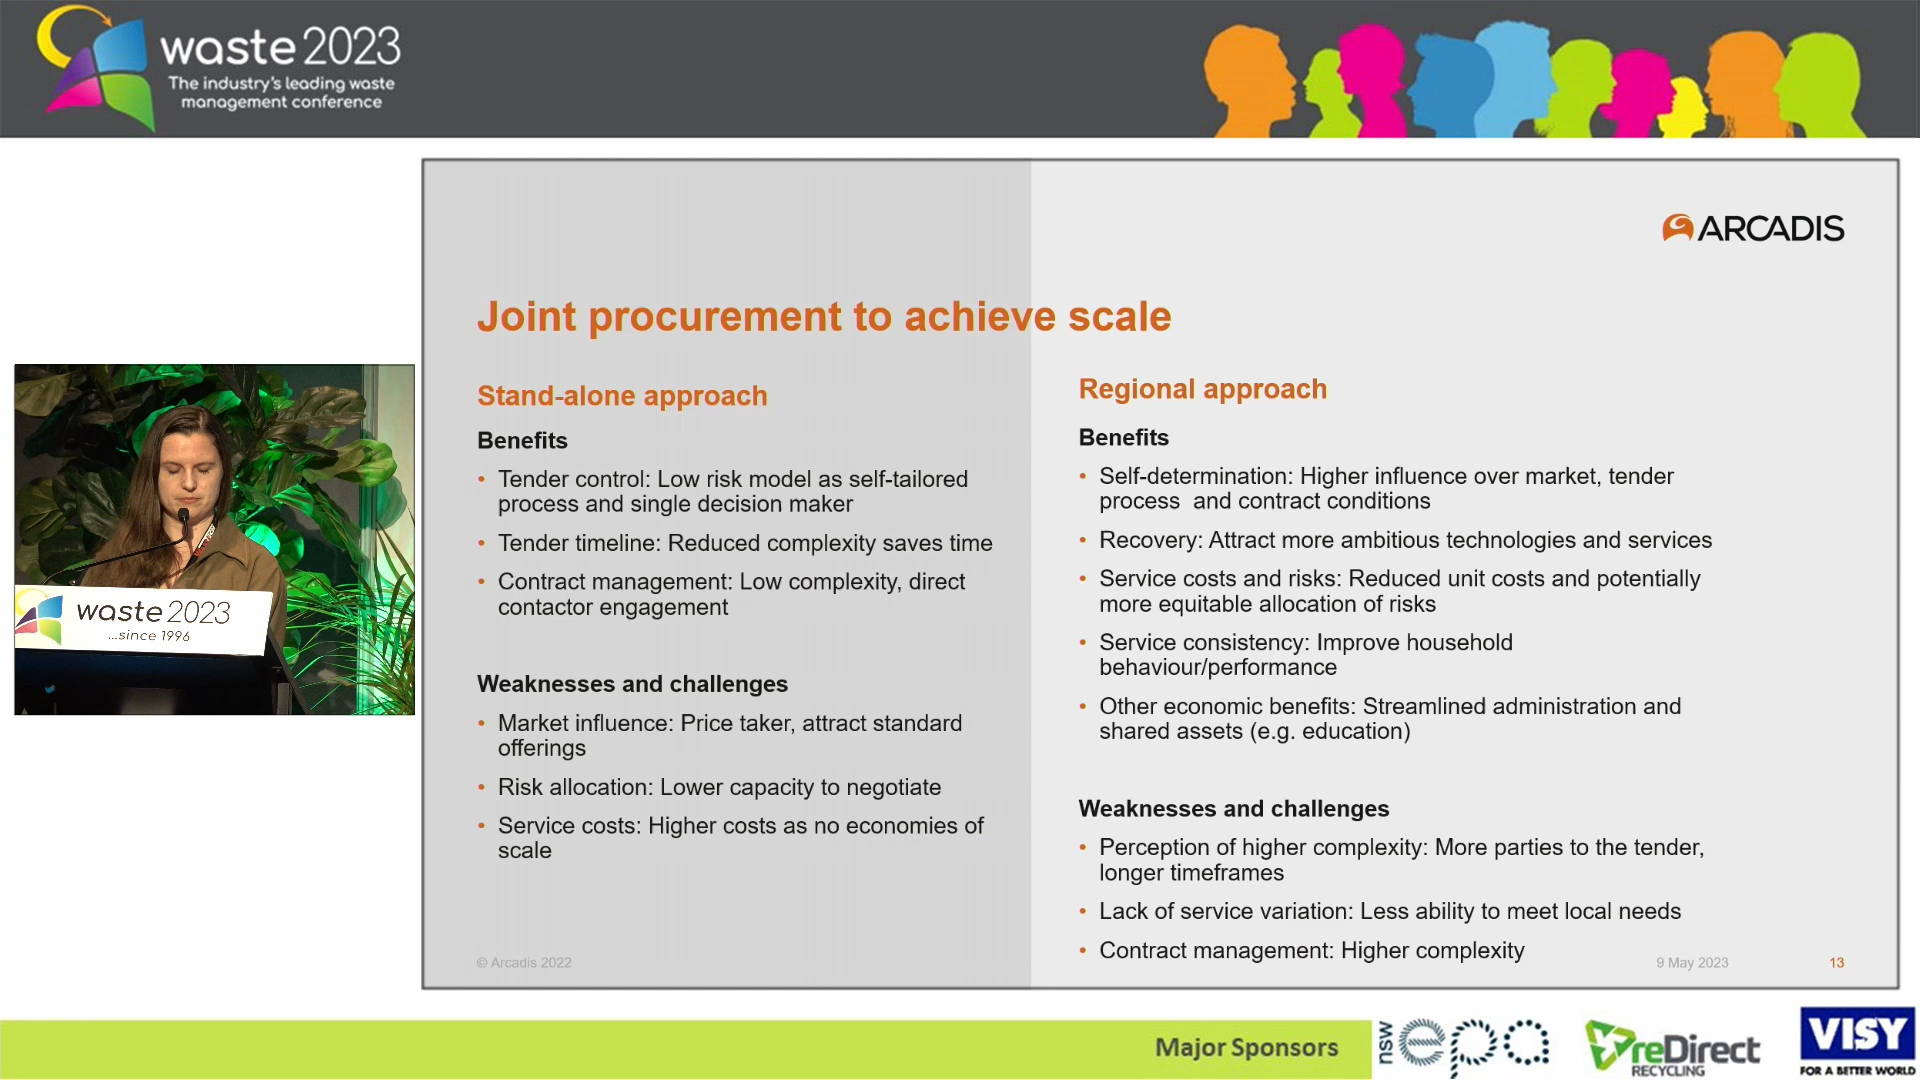 waste 2023
The industry's leading waste
management conference
ARCADIS
Joint procurement to achieve scale
Stand-alone approach
Benefits
• Tender control: Low risk model as self-tailored
process and single decision maker
• Tender timeline: Reduced complexity saves time
• Contract management: Low complexity, direct
contactor engagement
Weaknesses and challenges
• Market influence: Price taker, attract standard
offerings
• Risk allocation: Lower capacity to negotiate
• Service costs: Higher costs as no economies of
scale
© Arcadis 2022
Regional approach
Benefits
• Self-determination: Higher influence over market, tender
process and contract conditions
• Recovery: Attract more ambitious technologies and services
• Service costs and risks: Reduced unit costs and potentially
more equitable allocation of risks
• Service consistency: Improve household
behaviour/performance
• Other economic benefits: Streamlined administration and
shared assets (e.g. education)
Weaknesses and challenges
• Perception of higher complexity: More parties to the tender,
longer timeframes
• Lack of service variation: Less ability to meet local needs
• Contract management: Higher complexity
9 May 2023
13
waste 2023
...since 1996
Major Sponsors
nsw epa
reDirect
RECYCLING
VISY
FOR A BETTER WORLD